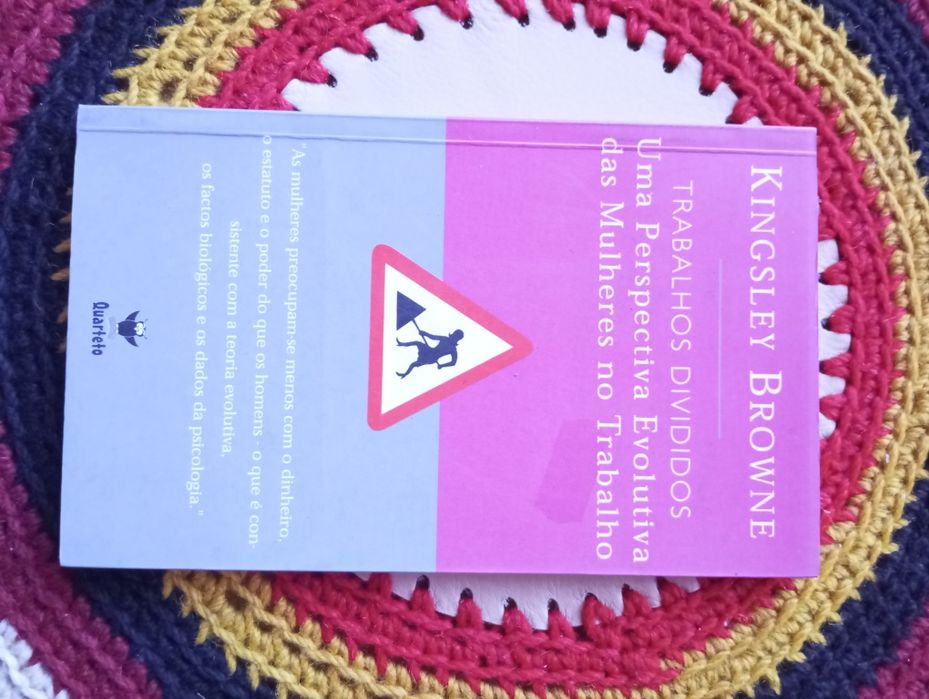 KINGSLEY BROWNE
TRABALHOS DIVIDIDOS
Uma Perspectiva Evolutiva
das Mulheres no Trabalho
"As mulheres preocupam-se menos com o dinheiro,
o estatuto e o poder do que os homens - o que é con-
sistente com a teoria evolutiva,
os factos biológicos e os dados da psicologia."
Quarteto